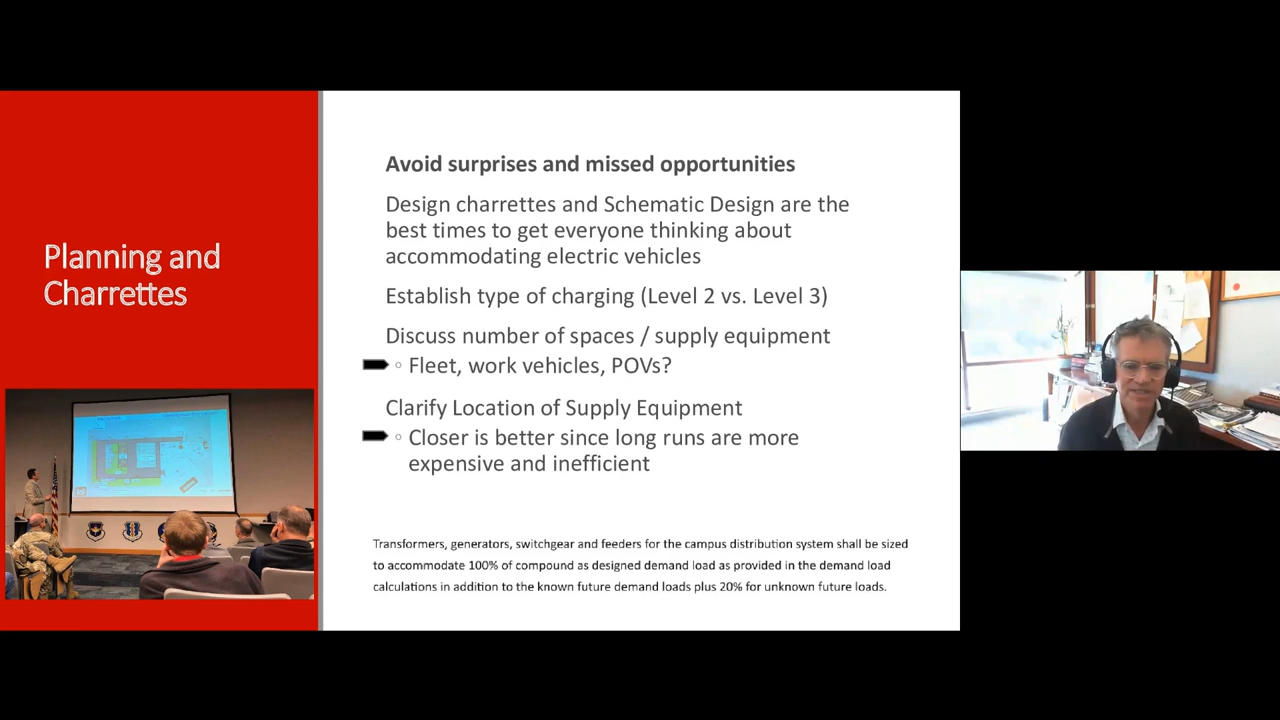 Planning and
Charrettes
Avoid surprises and missed opportunities
Design charrettes and Schematic Design are the
best times to get everyone thinking about
accommodating electric vehicles
Establish type of charging (Level 2 vs. Level 3)
Discuss number of spaces / supply equipment
◦ Fleet, work vehicles, POVs?
Clarify Location of Supply Equipment
◦ Closer is better since long runs are more
expensive and inefficient
Transformers, generators, switchgear and feeders for the campus distribution system shall be sized
to accommodate 100% of compound as designed demand load as provided in the demand load
calculations in addition to the known future demand loads plus 20% for unknown future loads.